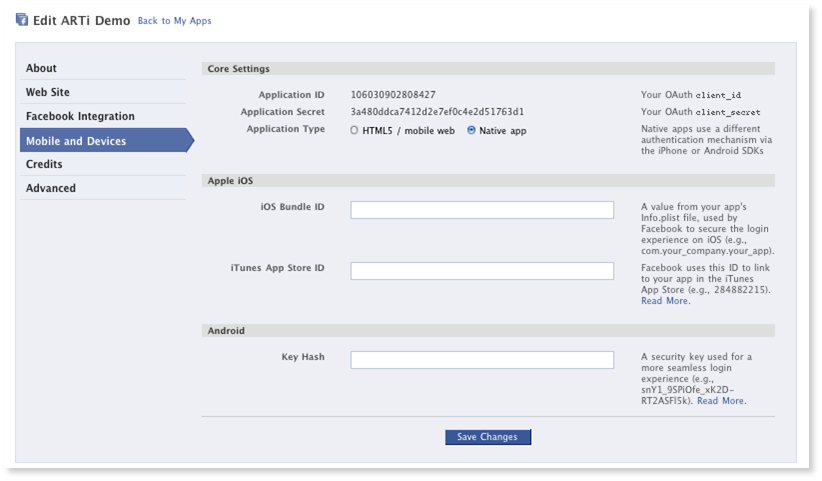 Edit ARTi Demo Back to My Apps
About
Web Site
Facebook Integration
Mobile and Devices
Credits
Advanced
Core Settings
Application ID 106030902808427 Your OAuth client_id
Application Secret 3a480ddca7412d2e7ef0c4e2d51763d1 Your OAuth client_secret
Application Type HTML5 / mobile web Native app Native apps use a different
authentication mechanism via
the iPhone or Android SDKs
Apple iOS
iOS Bundle ID A value from your app's
Info.plist file, used by
Facebook to secure the login
experience on iOS (e.g.,
com.your_company.your_app).
iTunes App Store ID Facebook uses this ID to link
to your app in the iTunes
App Store (e.g., 284882215).
Read More.
Android
Key Hash A security key used for a
more seamless login
experience (e.g.,
snY1_9SPiOfe_xK2D-
RT2ASFl5k). Read More.
Save Changes